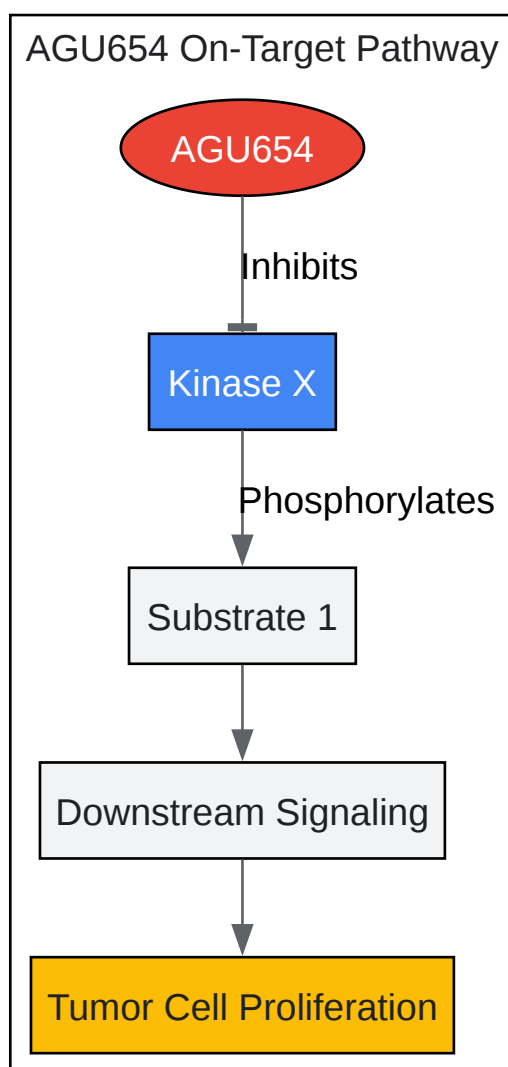 AGU654 On-Target Pathway
AGU654
Inhibits
Kinase X
Phosphorylates
Substrate 1
Downstream Signaling
Tumor Cell Proliferation